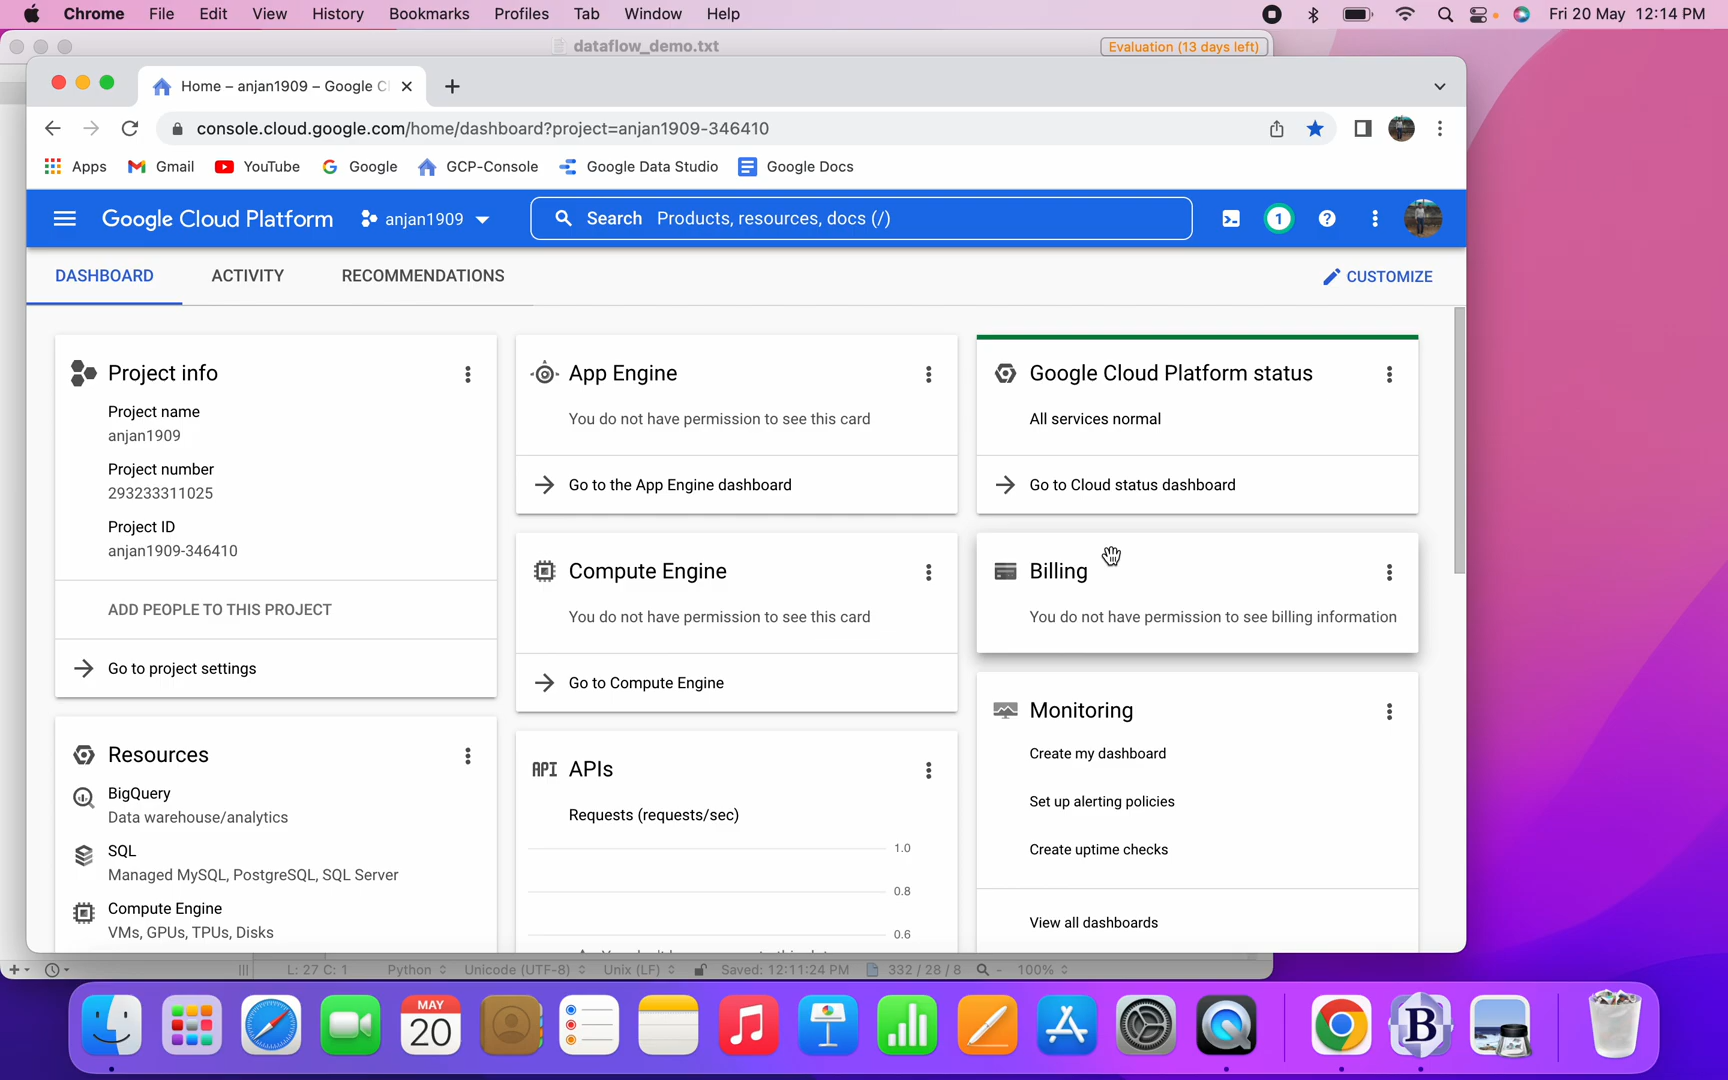 Chrome File Edit View History Bookmarks Profiles Tab Window Help Fri 20 May 12:14 PM
dataflow_demo.txt Evaluation (13 days left)
Home – anjan1909 – Google Cl
console.cloud.google.com/home/dashboard?project=anjan1909-346410
Apps Gmail YouTube Google GCP-Console Google Data Studio Google Docs
Google Cloud Platform anjan1909 Search Products, resources, docs (/) 1
DASHBOARD ACTIVITY RECOMMENDATIONS CUSTOMIZE
Project info
Project name
anjan1909
Project number
293233311025
Project ID
anjan1909-346410
ADD PEOPLE TO THIS PROJECT
Go to project settings
Resources
BigQuery
Data warehouse/analytics
SQL
Managed MySQL, PostgreSQL, SQL Server
Compute Engine
VMs, GPUs, TPUs, Disks
App Engine
You do not have permission to see this card
Go to the App Engine dashboard
Compute Engine
You do not have permission to see this card
Go to Compute Engine
API APIs
Requests (requests/sec)
1.0
0.8
0.6
Google Cloud Platform status
All services normal
Go to Cloud status dashboard
Billing
You do not have permission to see billing information
Monitoring
Create my dashboard
Set up alerting policies
Create uptime checks
View all dashboards
L: 27 C: 1 Python Unicode (UTF-8) Unix (LF) Saved: 12:11:24 PM 332 / 28 / 8 100%
MAY
20
B